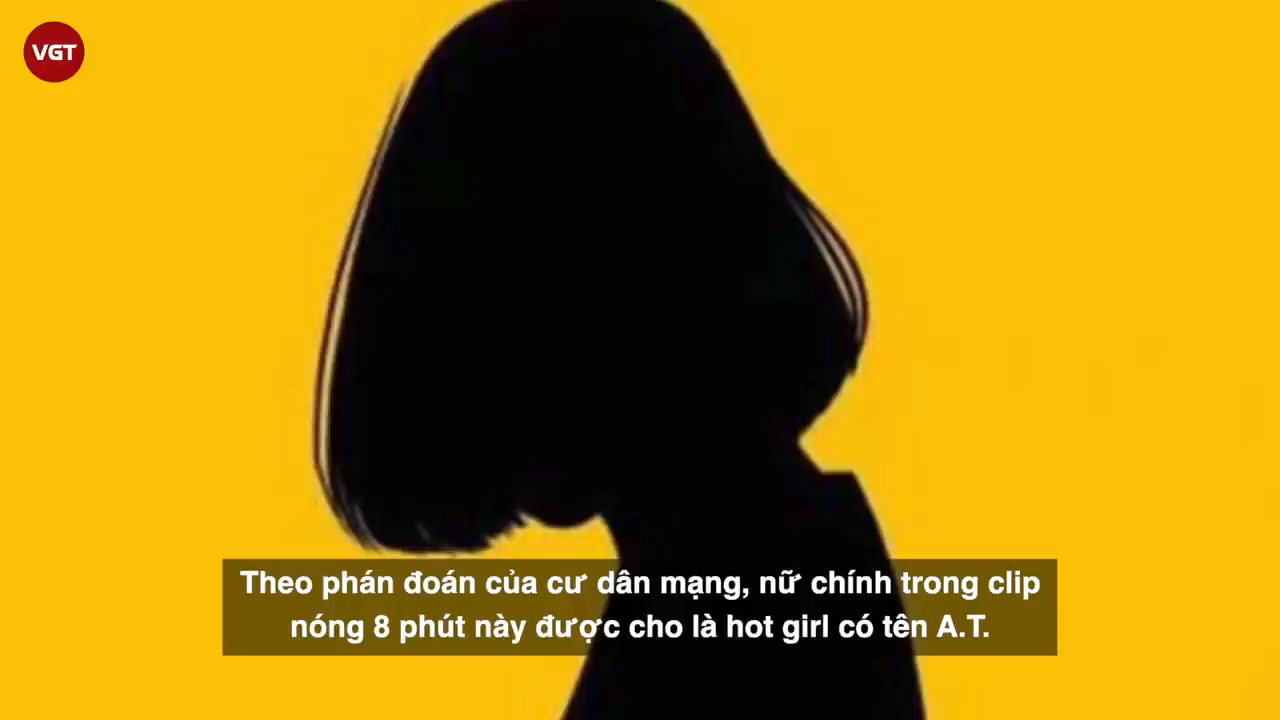 VGT
Theo phán đoán của cư dân mạng, nữ chính trong clip
nóng 8 phút này được cho là hot girl có tên A.T.